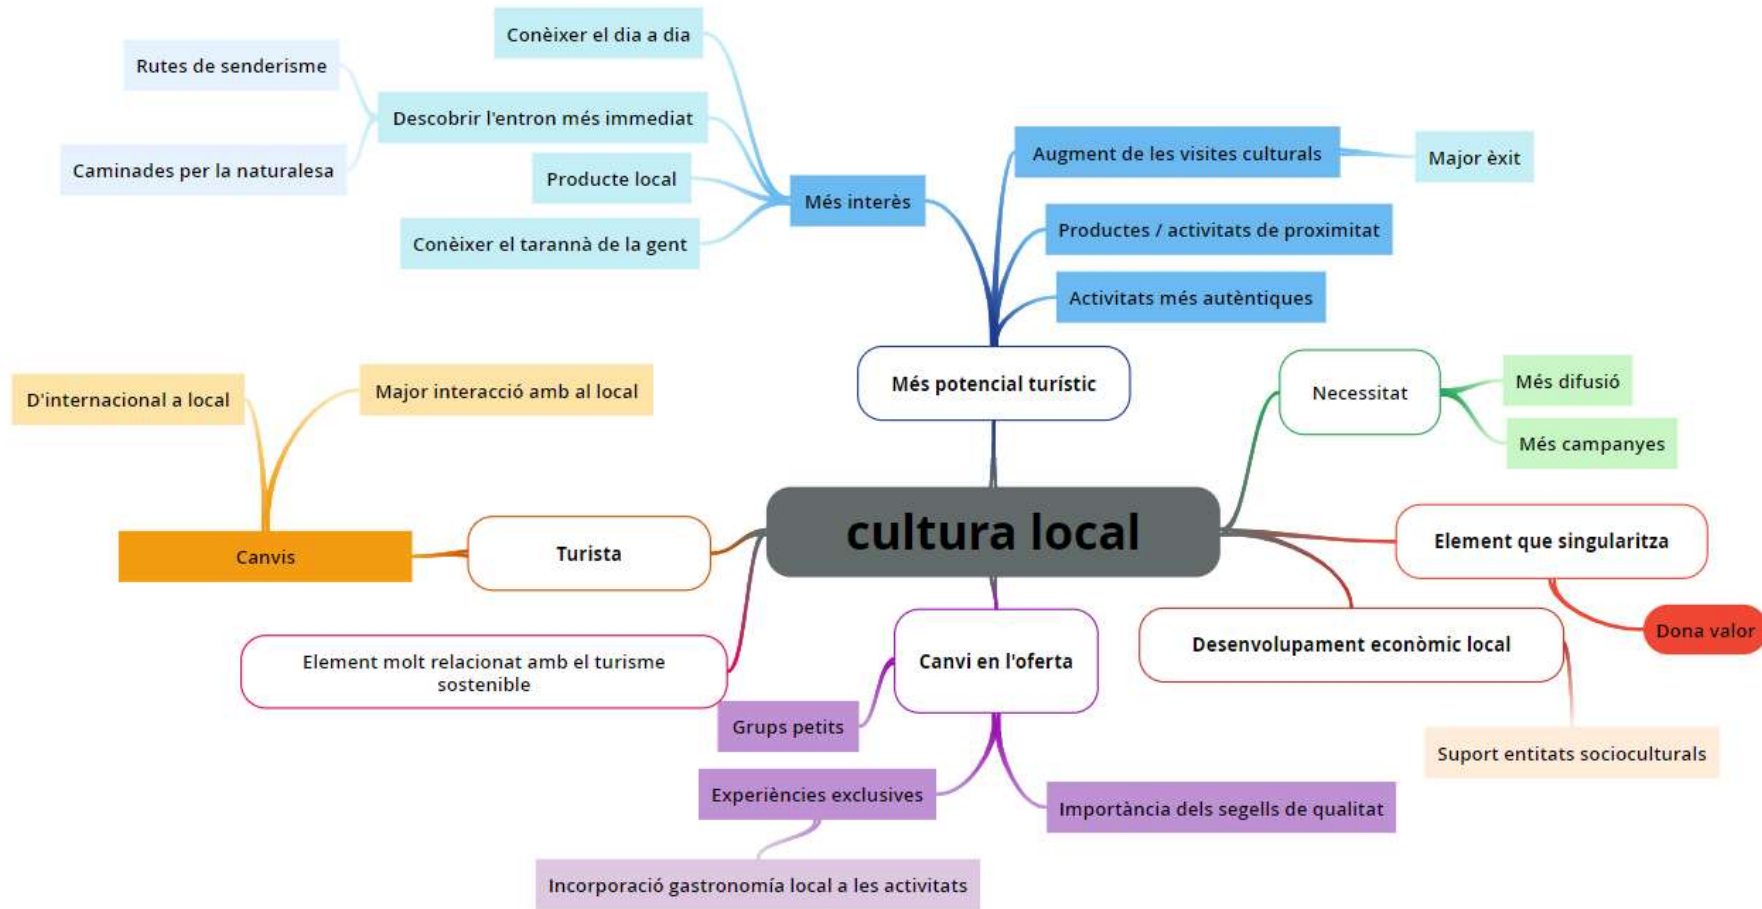 Conèixer el dia a dia
Rutes de senderisme
Descobrir l'entron més immediat
Caminades per la naturalesa
Producte local
Conèixer el tarannà de la gent
Més interès
Augment de les visites culturals
Major èxit
Productes / activitats de proximitat
Activitats més autèntiques
Més potencial turístic
D'internacional a local
Major interacció amb al local
Canvis
Turista
cultura local
Necessitat
Més difusió
Més campanyes
Element que singularitza
Dona valor
Desenvolupament econòmic local
Suport entitats socioculturals
Element molt relacionat amb el turisme
sostenible
Canvi en l'oferta
Grups petits
Experiències exclusives
Importància dels segells de qualitat
Incorporació gastronomía local a les activitats